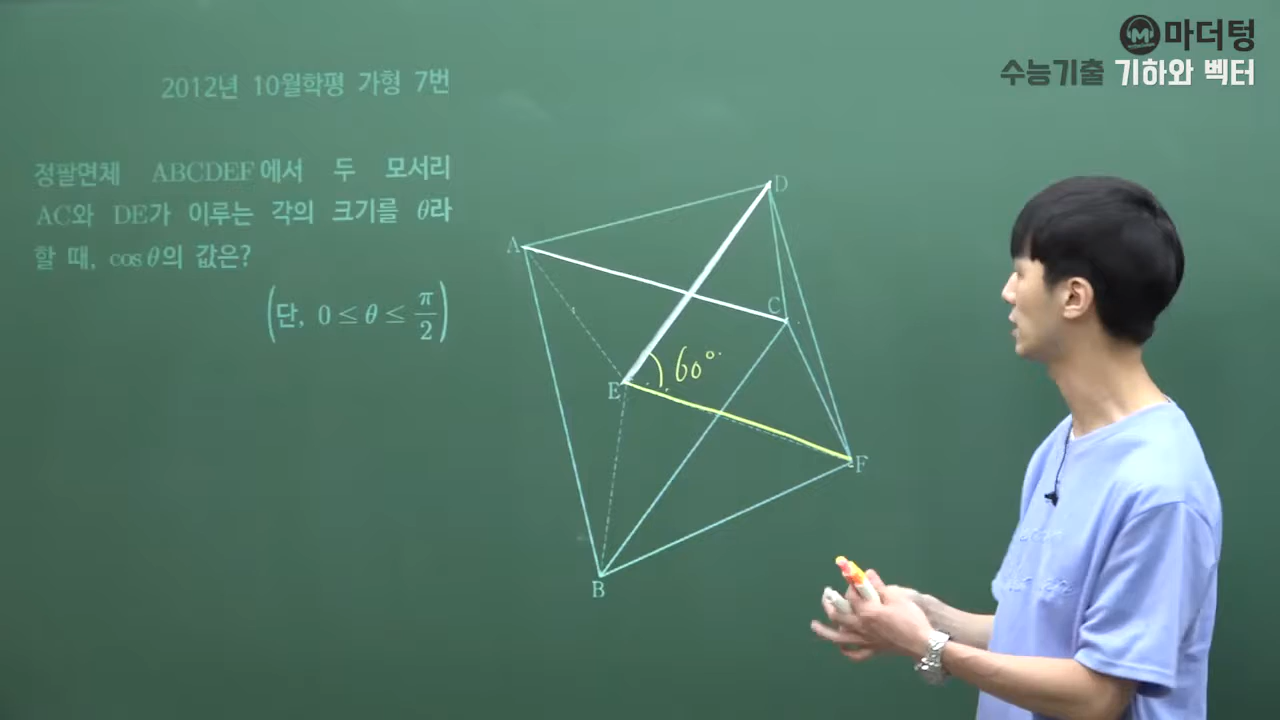 마더텅
수능기출 기하와 벡터
2012년 10월학평 가형 7번
정팔면체 ABCDEF에서 두 모서리
AC와 DE가 이루는 각의 크기를 θ라
할 때, cos θ의 값은?
(단, 0 ≤ θ ≤ π/2)
D
A
C
60°
E
F
B